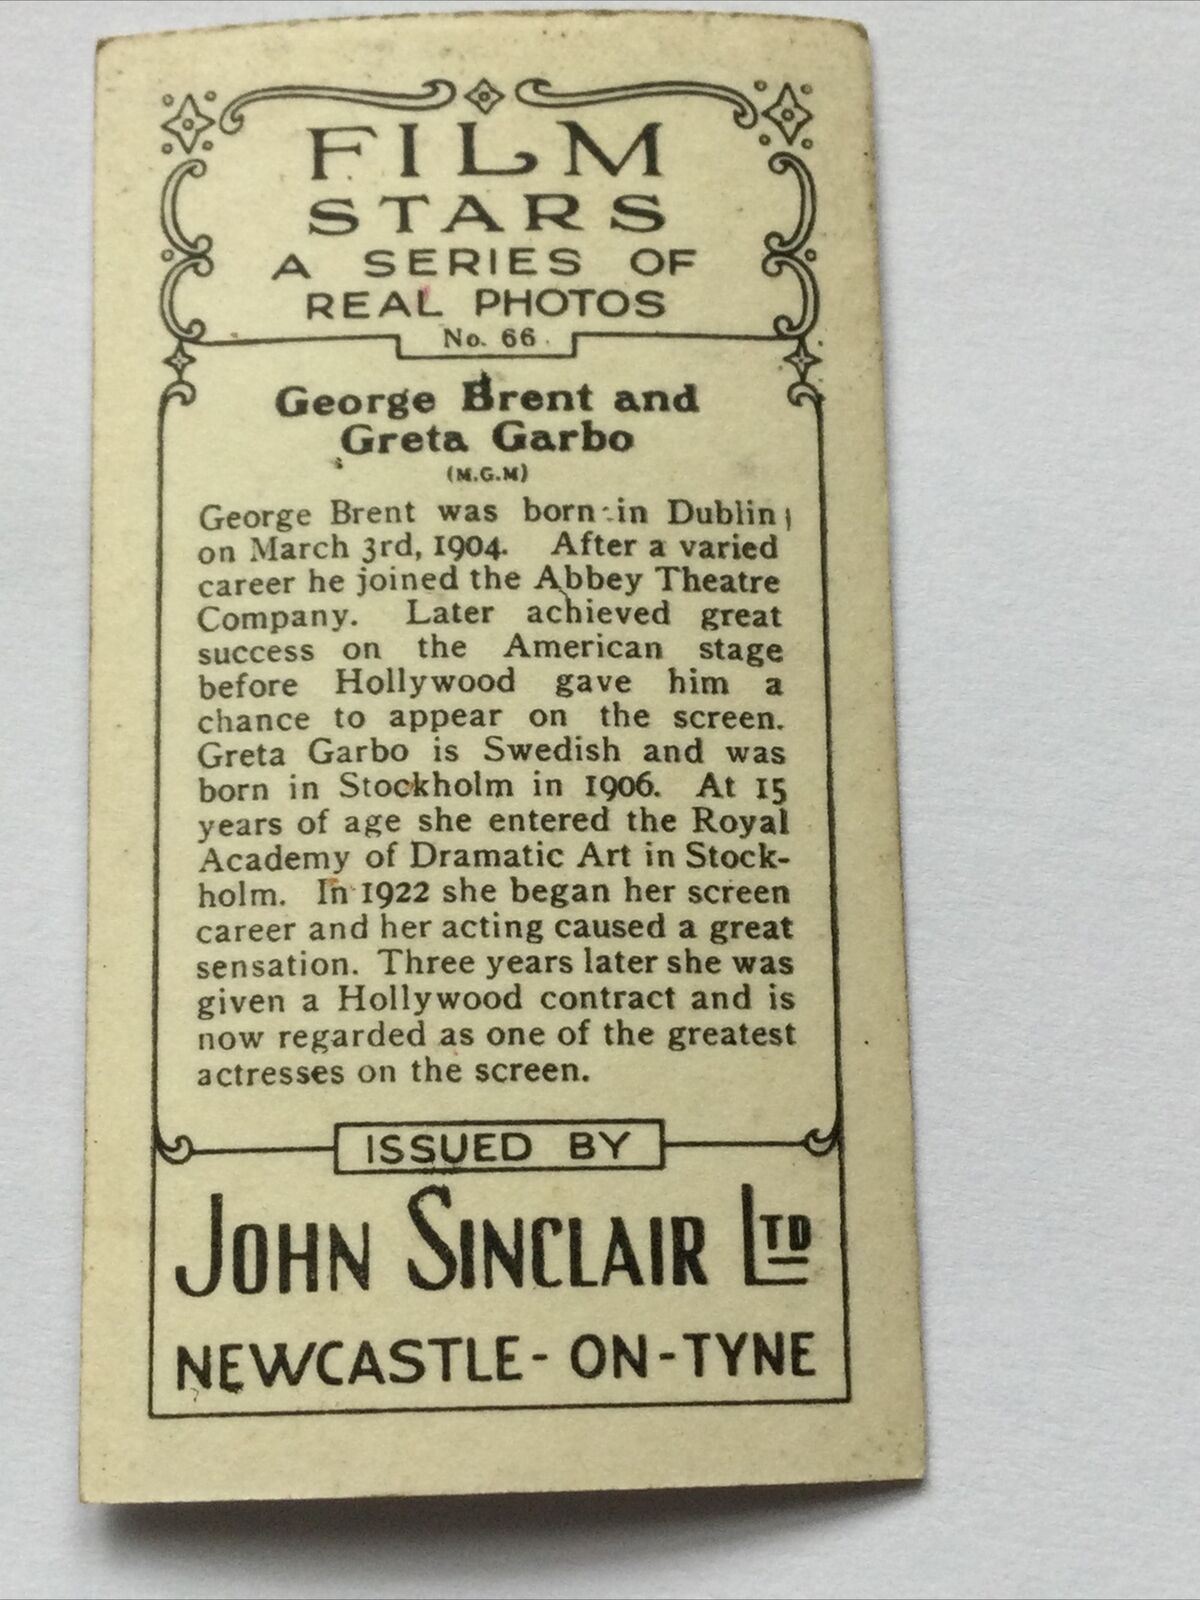 FILM
STARS
A SERIES OF
REAL PHOTOS
No. 66
George Brent and
Greta Garbo
(M.G.M)
George Brent was born in Dublin
on March 3rd, 1904. After a varied
career he joined the Abbey Theatre
Company. Later achieved great
success on the American stage
before Hollywood gave him a
chance to appear on the screen.
Greta Garbo is Swedish and was
born in Stockholm in 1906. At 15
years of age she entered the Royal
Academy of Dramatic Art in Stock-
holm. In 1922 she began her screen
career and her acting caused a great
sensation. Three years later she was
given a Hollywood contract and is
now regarded as one of the greatest
actresses on the screen.
ISSUED BY
JOHN SINCLAIR LTD
NEWCASTLE-ON-TYNE